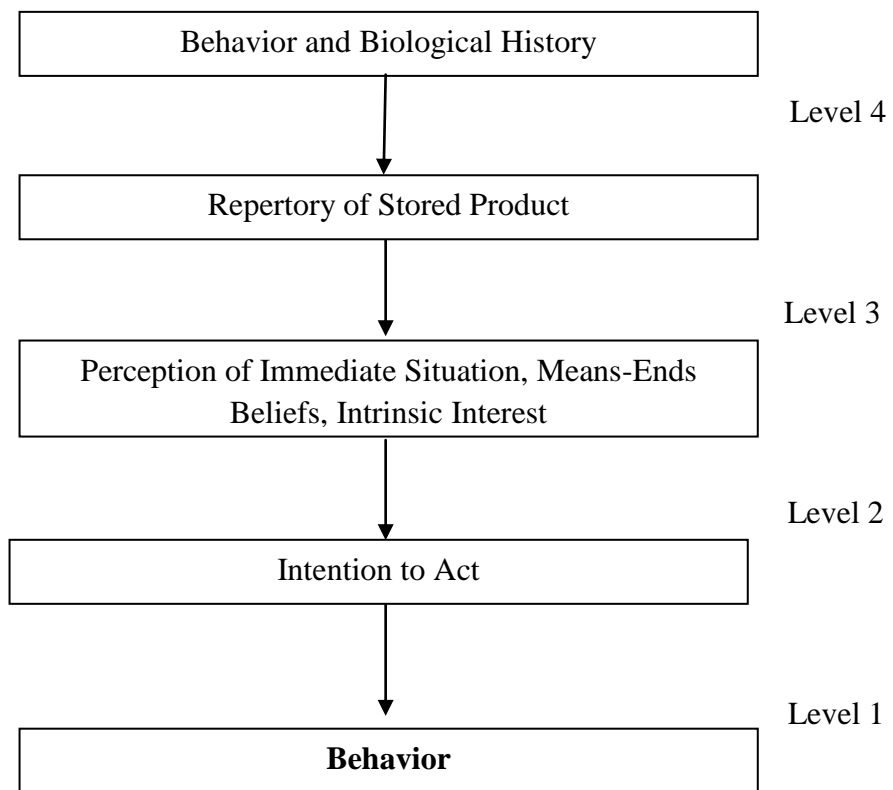 Behavior and Biological History
Level 4
Repertory of Stored Product
Level 3
Perception of Immediate Situation, Means-Ends
Beliefs, Intrinsic Interest
Level 2
Intention to Act
Level 1
Behavior